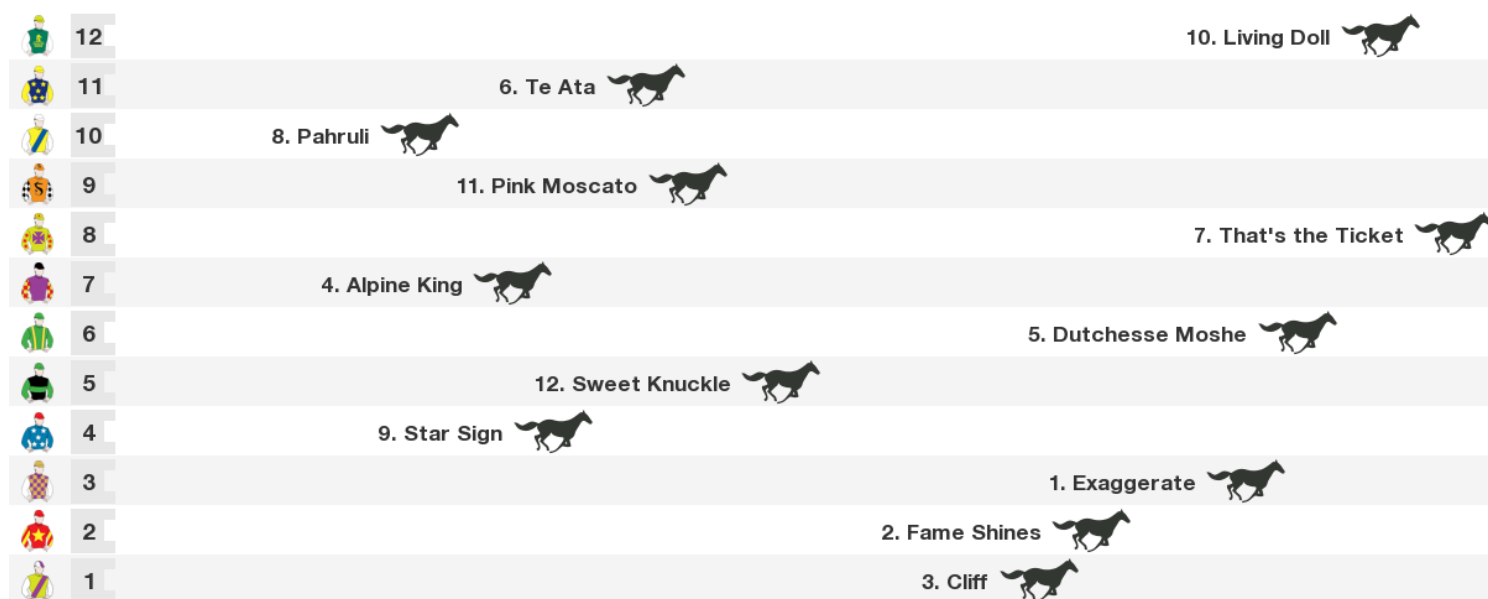 12 10. Living Doll
11 6. Te Ata
10 8. Pahruli
9 11. Pink Moscato
8 7. That's the Ticket
7 4. Alpine King
6 5. Dutchesse Moshe
5 12. Sweet Knuckle
4 9. Star Sign
3 1. Exaggerate
2 2. Fame Shines
1 3. Cliff